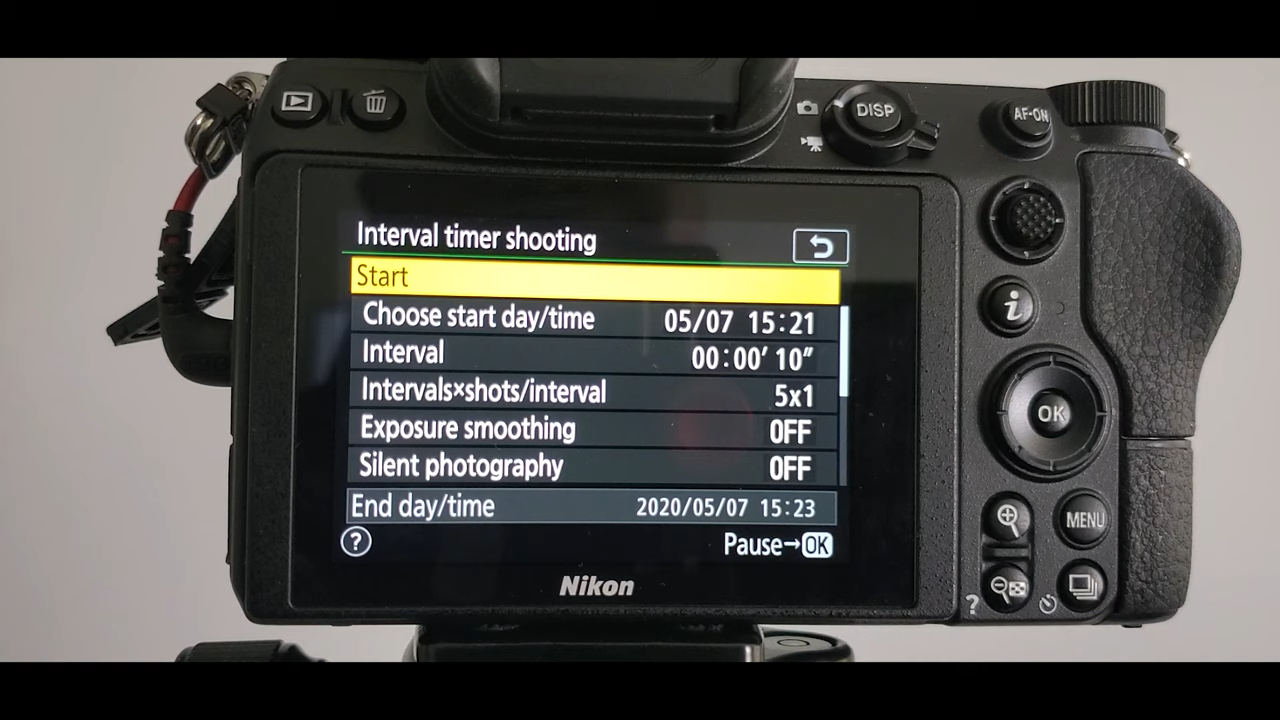 DISP
AF-ON
Interval timer shooting
Start
Choose start day/time 05/07 15:21
Interval 00:00' 10"
Intervals×shots/interval 5x1
Exposure smoothing OFF
Silent photography OFF
End day/time 2020/05/07 15:23
? Pause→OK
Nikon
i
OK
MENU
?